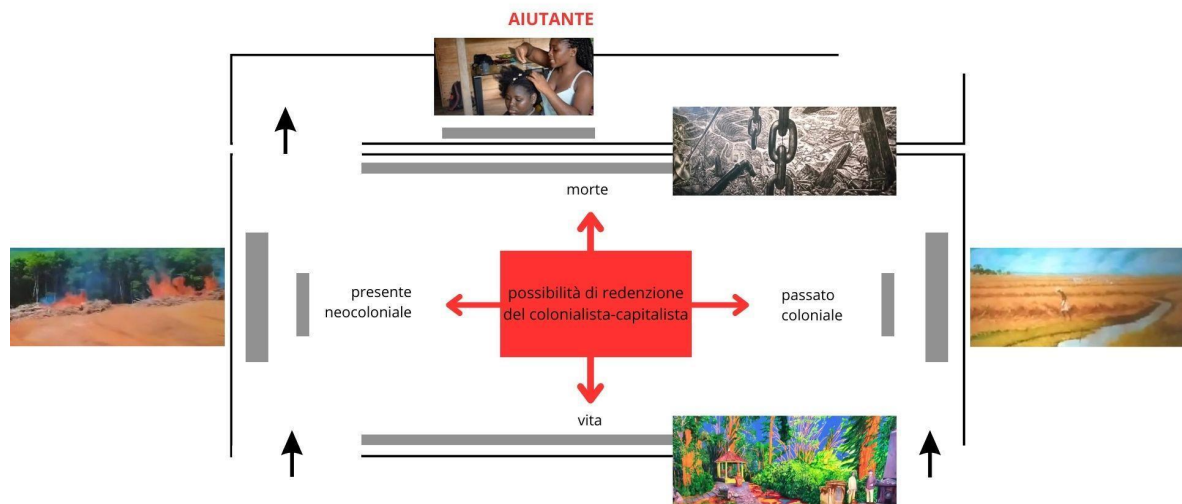 AIUTANTE
morte
presente
neocoloniale
possibilità di redenzione
del colonialista-capitalista
passato
coloniale
vita